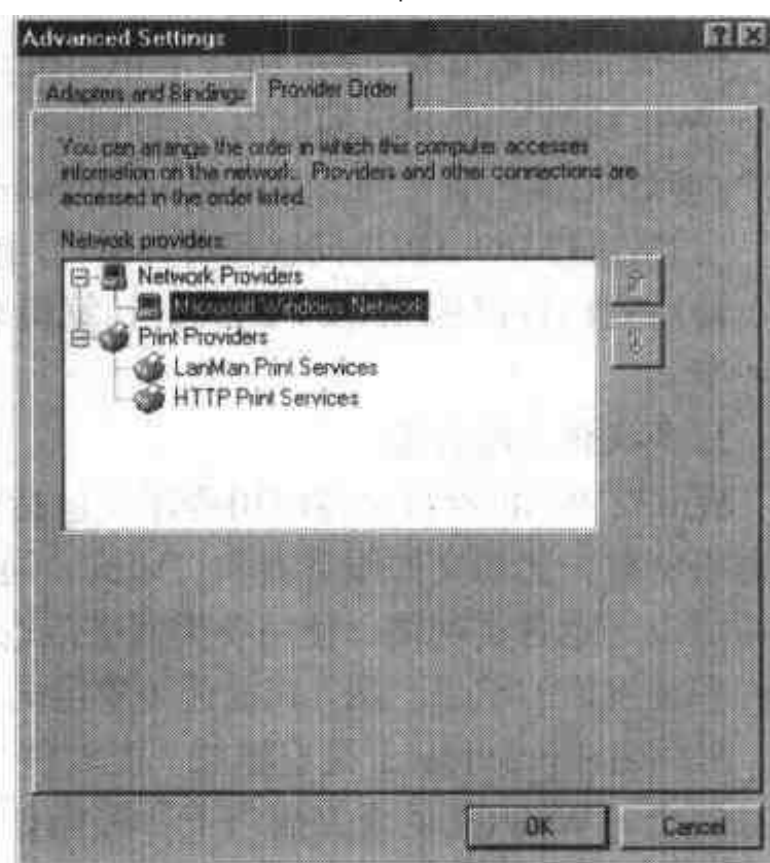 Advanced Settings
Adapters and Bindings
Provider Order
You can arrange the order in which this computer accesses
information on the network. Providers and other connections are
accessed in the order listed.
Network providers:
Network Providers
Microsoft Windows Network
Print Providers
LanMan Print Services
HTTP Print Services
OK
Cancel